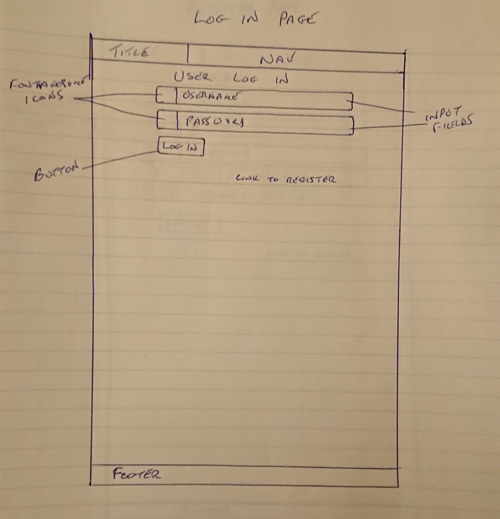 LOG IN PAGE
TITLE NAV
USER LOG IN
FONTAWESOME
ICONS
USERNAME
INPUT
FIELDS
PASSWORD
LOG IN
BUTTON
LINK TO REGISTER
FOOTER